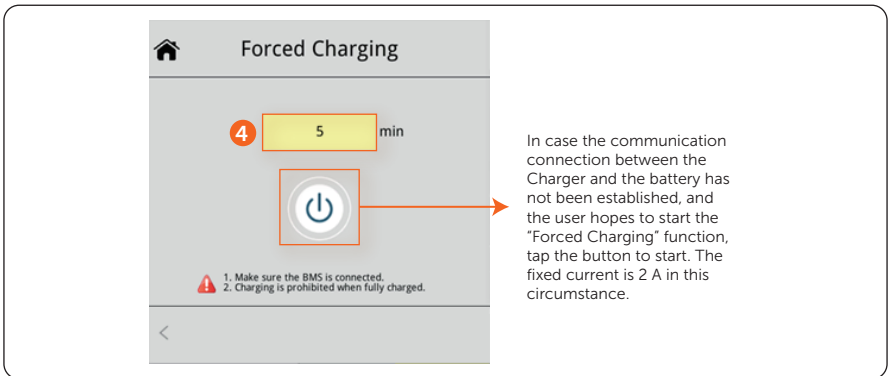 Forced Charging
4
5 min
1. Make sure the BMS is connected.
2. Charging is prohibited when fully charged.
In case the communication
connection between the
Charger and the battery has
not been established, and
the user hopes to start the
“Forced Charging” function,
tap the button to start. The
fixed current is 2 A in this
circumstance.